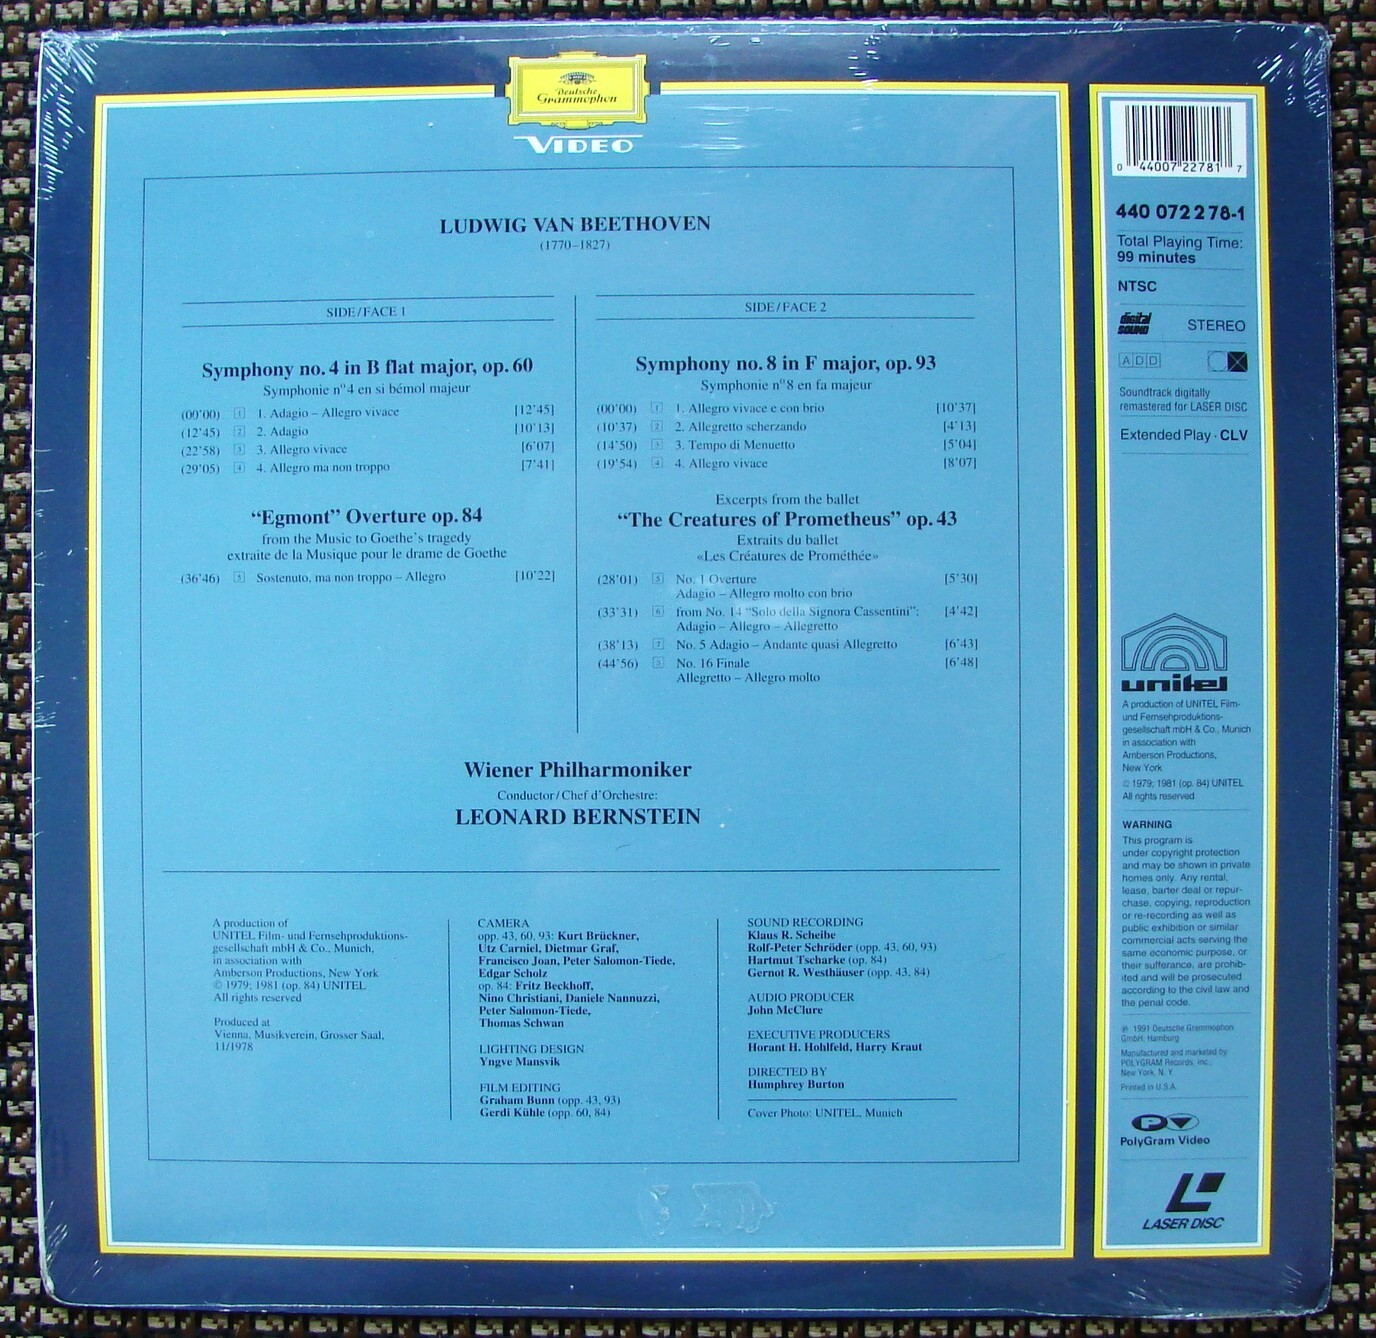 Deutsche
Grammophon
VIDEO
LUDWIG VAN BEETHOVEN
(1770–1827)
SIDE/FACE 1
Symphony no. 4 in B flat major, op. 60
Symphonie n° 4 en si bémol majeur
(00'00) 1 1. Adagio – Allegro vivace [12'45]
(12'45) 2 2. Adagio [10'13]
(22'58) 3 3. Allegro vivace [6'07]
(29'05) 4 4. Allegro ma non troppo [7'41]
“Egmont” Overture op. 84
from the Music to Goethe's tragedy
extraite de la Musique pour le drame de Goethe
(36'46) 5 Sostenuto, ma non troppo – Allegro [10'22]
SIDE/FACE 2
Symphony no. 8 in F major, op. 93
Symphonie n° 8 en fa majeur
(00'00) 1 1. Allegro vivace e con brio [10'37]
(10'37) 2 2. Allegretto scherzando [4'13]
(14'50) 3 3. Tempo di Menuetto [5'04]
(19'54) 4 4. Allegro vivace [8'07]
Excerpts from the ballet
“The Creatures of Prometheus” op. 43
Extraits du ballet
«Les Créatures de Prométhée»
(28'01) 5 No. 1 Overture [5'30]
Adagio – Allegro molto con brio
(33'31) 6 from No. 14 “Solo della Signora Cassentini”: [4'42]
Adagio – Allegro – Allegretto
(38'13) 7 No. 5 Adagio – Andante quasi Allegretto [6'43]
(44'56) No. 16 Finale [6'48]
Allegretto – Allegro molto
Wiener Philharmoniker
Conductor/Chef d'Orchestre:
LEONARD BERNSTEIN
A production of
UNITEL Film- und Fernsehproduktions-
gesellschaft mbH & Co., Munich,
in association with
Amberson Productions, New York
© 1979; 1981 (op. 84) UNITEL
All rights reserved
Produced at
Vienna, Musikverein, Grosser Saal,
11/1978
CAMERA
opp. 43, 60, 93: Kurt Brückner,
Utz Carniel, Dietmar Graf,
Francisco Joan, Peter Salomon-Tiede,
Edgar Scholz
op. 84: Fritz Beckhoff,
Nino Christiani, Daniele Nannuzzi,
Peter Salomon-Tiede,
Thomas Schwan
LIGHTING DESIGN
Yngve Mansvik
FILM EDITING
Graham Bunn (opp. 43, 93)
Gerdi Kühle (opp. 60, 84)
SOUND RECORDING
Klaus R. Scheibe
Rolf-Peter Schröder (opp. 43, 60, 93)
Hartmut Tscharke (op. 84)
Gernot R. Westhäuser (opp. 43, 84)
AUDIO PRODUCER
John McClure
EXECUTIVE PRODUCERS
Horant H. Hohlfeld, Harry Kraut
DIRECTED BY
Humphrey Burton
Cover Photo: UNITEL, Munich
0 44007 22781 7
440 072 278-1
Total Playing Time:
99 minutes
NTSC
digital
SOUND STEREO
ADD
Soundtrack digitally
remastered for LASER DISC
Extended Play · CLV
unitel
A production of UNITEL Film-
und Fernsehproduktions-
gesellschaft mbH & Co., Munich
in association with
Amberson Productions,
New York
© 1979; 1981 (op. 84) UNITEL
All rights reserved
WARNING
This program is
under copyright protection
and may be shown in private
homes only. Any rental,
lease, barter deal or repur-
chase, copying, reproduction
or re-recording as well as
public exhibition or similar
commercial acts serving the
same economic purpose, or
their sufferance, are prohib-
ited and will be prosecuted
according to the civil law and
the penal code.
℗ 1991 Deutsche Grammophon
GmbH, Hamburg
Manufactured and marketed by
POLYGRAM Records, Inc.,
New York, N.Y.
Printed in U.S.A.
PolyGram Video
LASER DISC